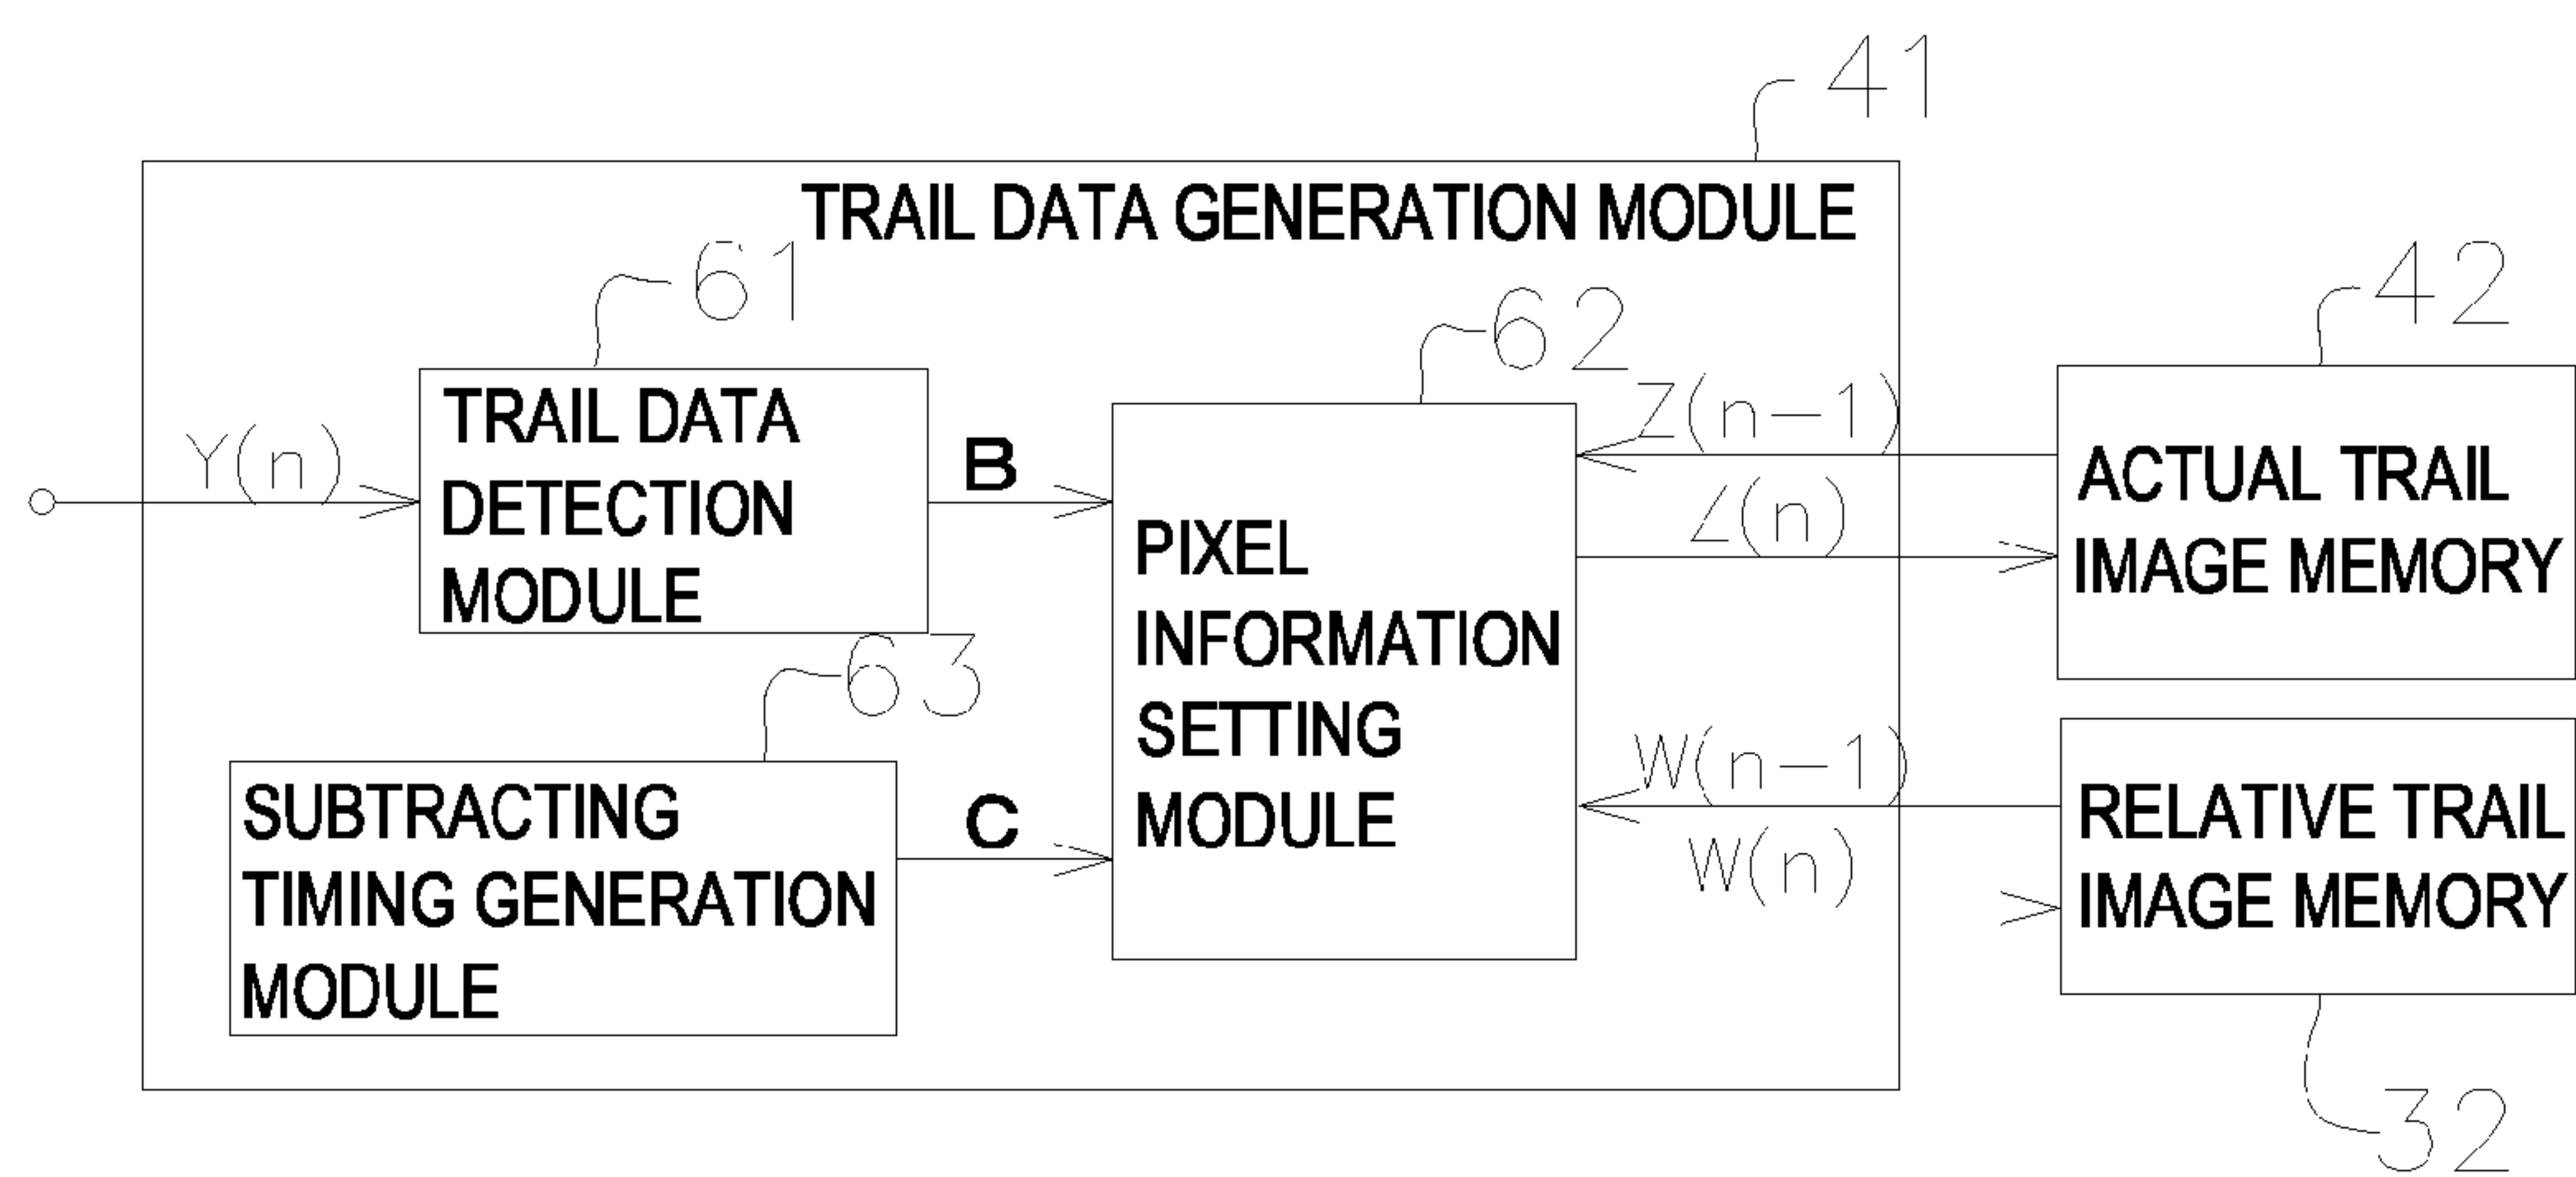 41
TRAIL DATA GENERATION MODULE
61
62
42
Y(n)
TRAIL DATA
DETECTION
MODULE
B
PIXEL
INFORMATION
SETTING
MODULE
Z(n-1)
Z(n)
ACTUAL TRAIL
IMAGE MEMORY
63
SUBTRACTING
TIMING GENERATION
MODULE
C
W(n-1)
W(n)
RELATIVE TRAIL
IMAGE MEMORY
32